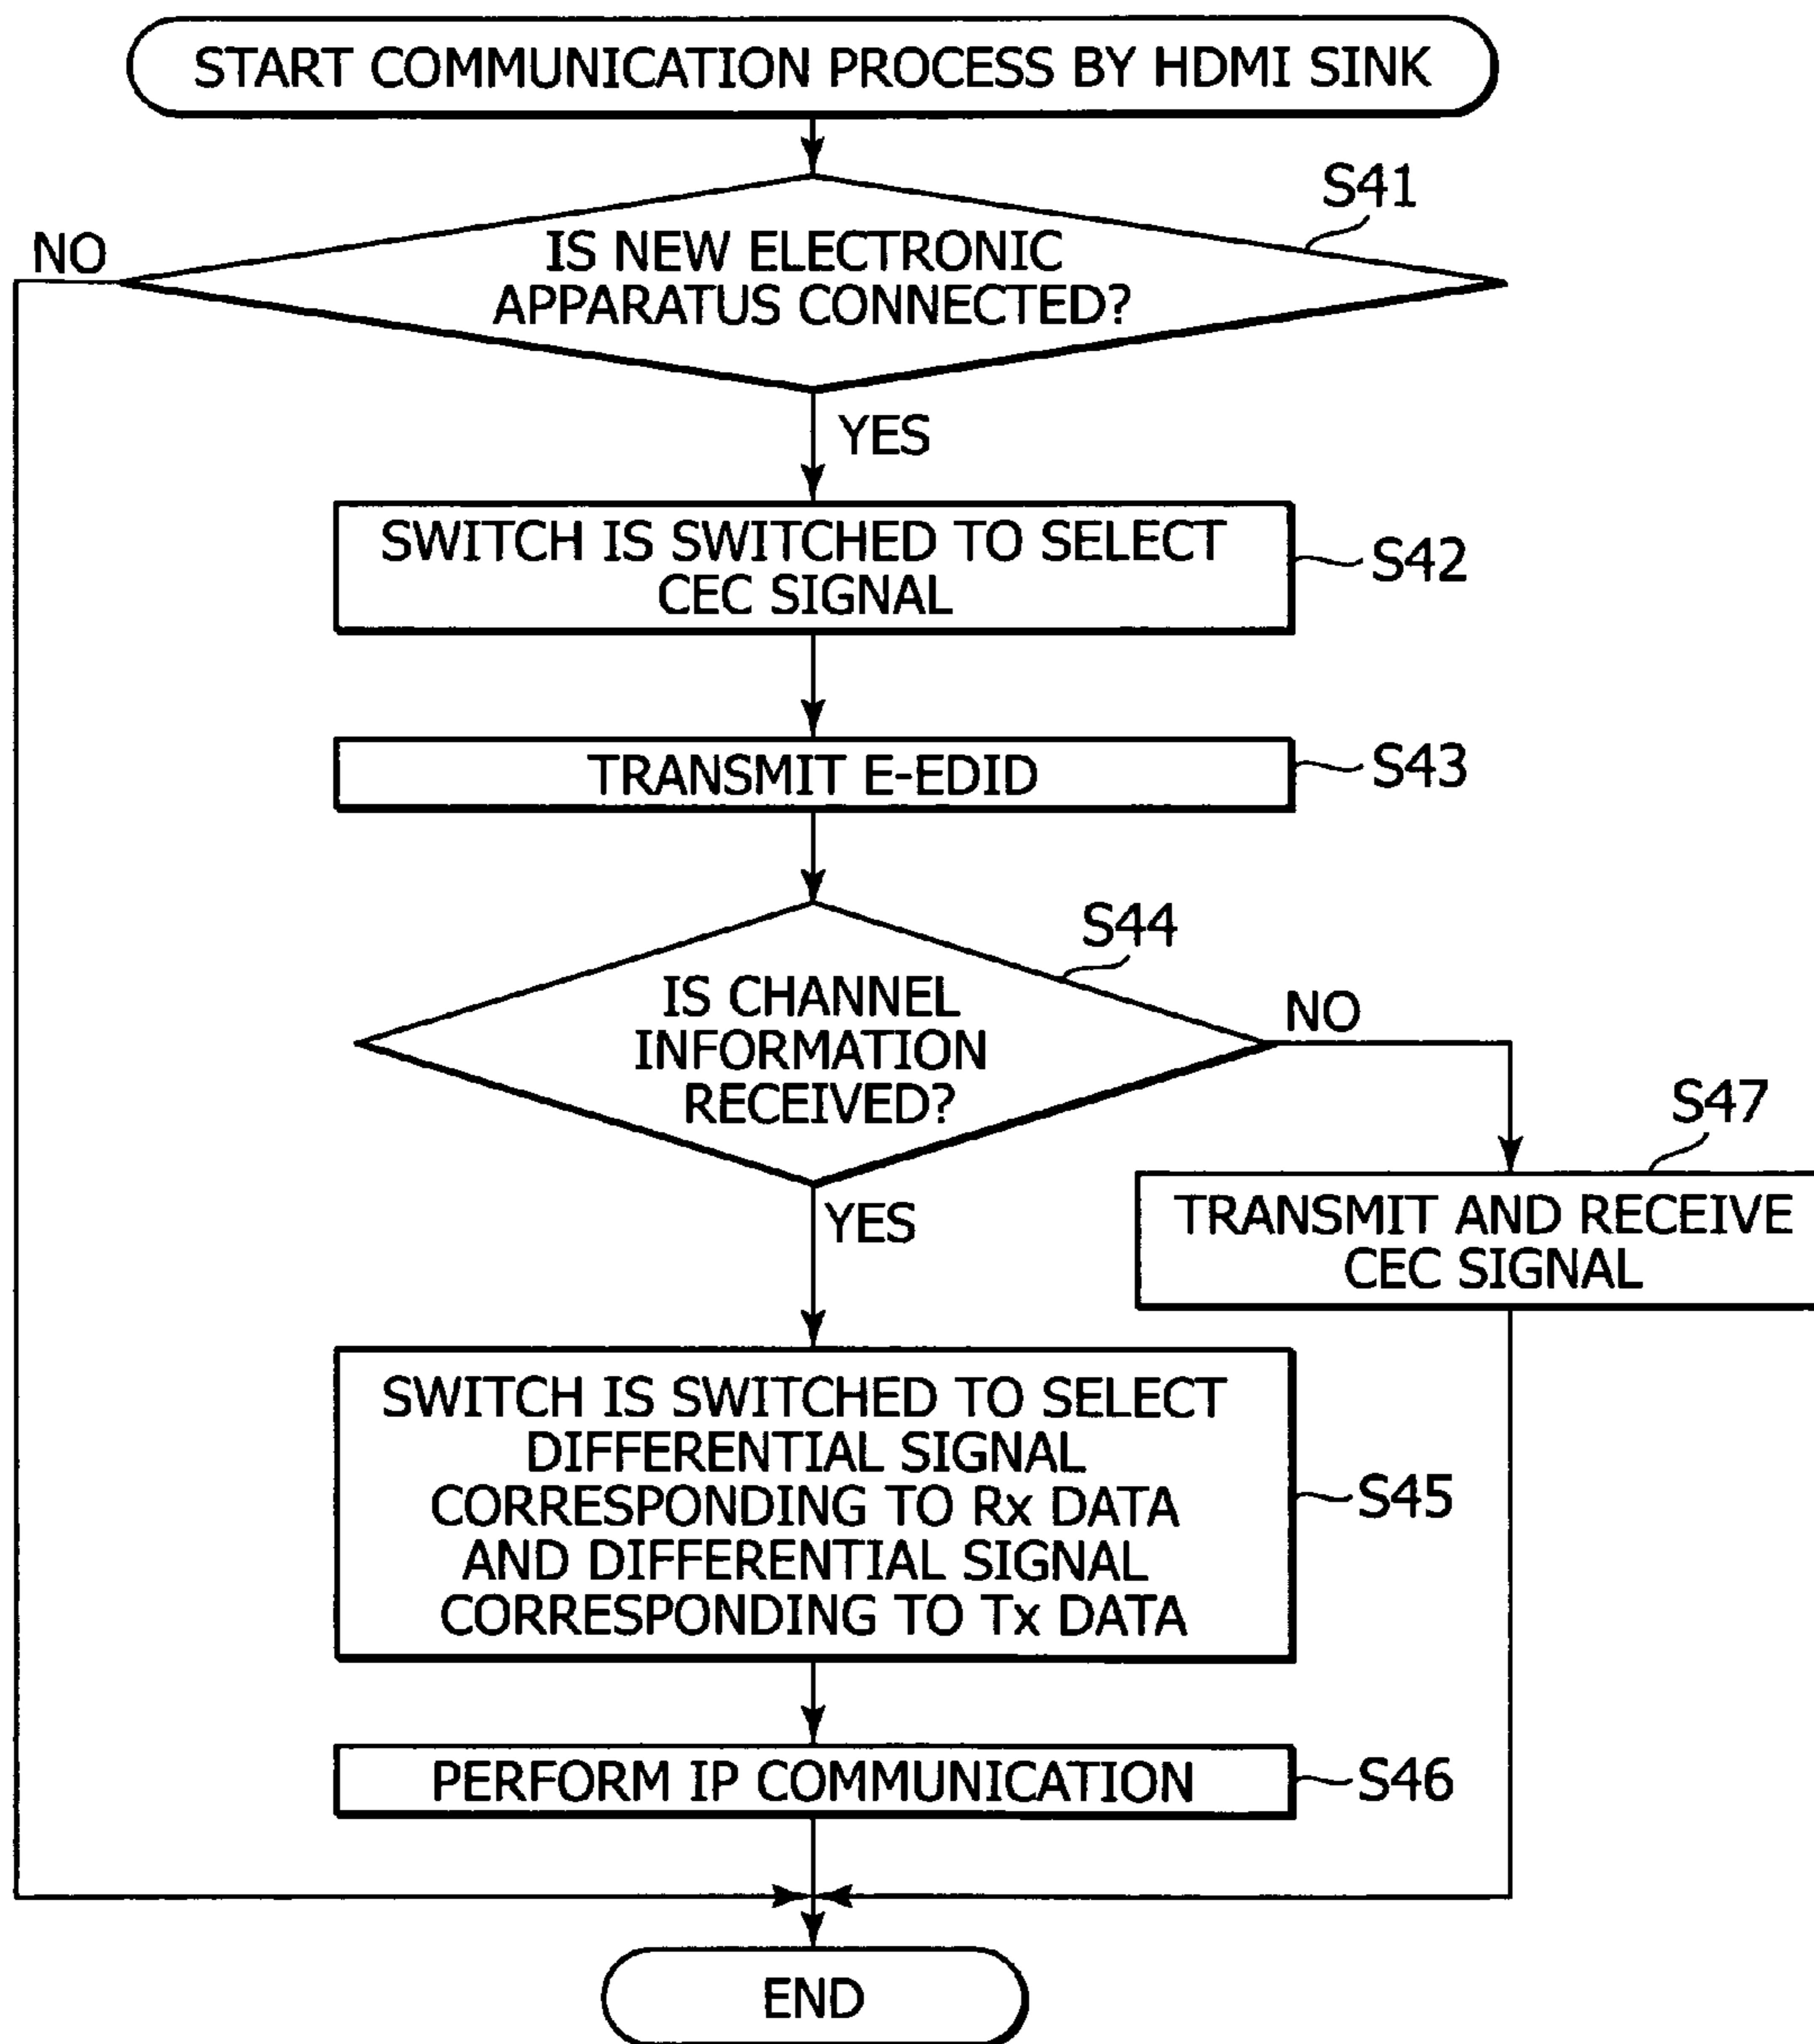 START COMMUNICATION PROCESS BY HDMI SINK
S41
NO
IS NEW ELECTRONIC
APPARATUS CONNECTED?
YES
SWITCH IS SWITCHED TO SELECT
CEC SIGNAL
S42
TRANSMIT E-EDID
S43
S44
IS CHANNEL
INFORMATION
RECEIVED?
NO
S47
YES
TRANSMIT AND RECEIVE
CEC SIGNAL
SWITCH IS SWITCHED TO SELECT
DIFFERENTIAL SIGNAL
CORRESPONDING TO Rx DATA
AND DIFFERENTIAL SIGNAL
CORRESPONDING TO Tx DATA
S45
PERFORM IP COMMUNICATION
S46
END